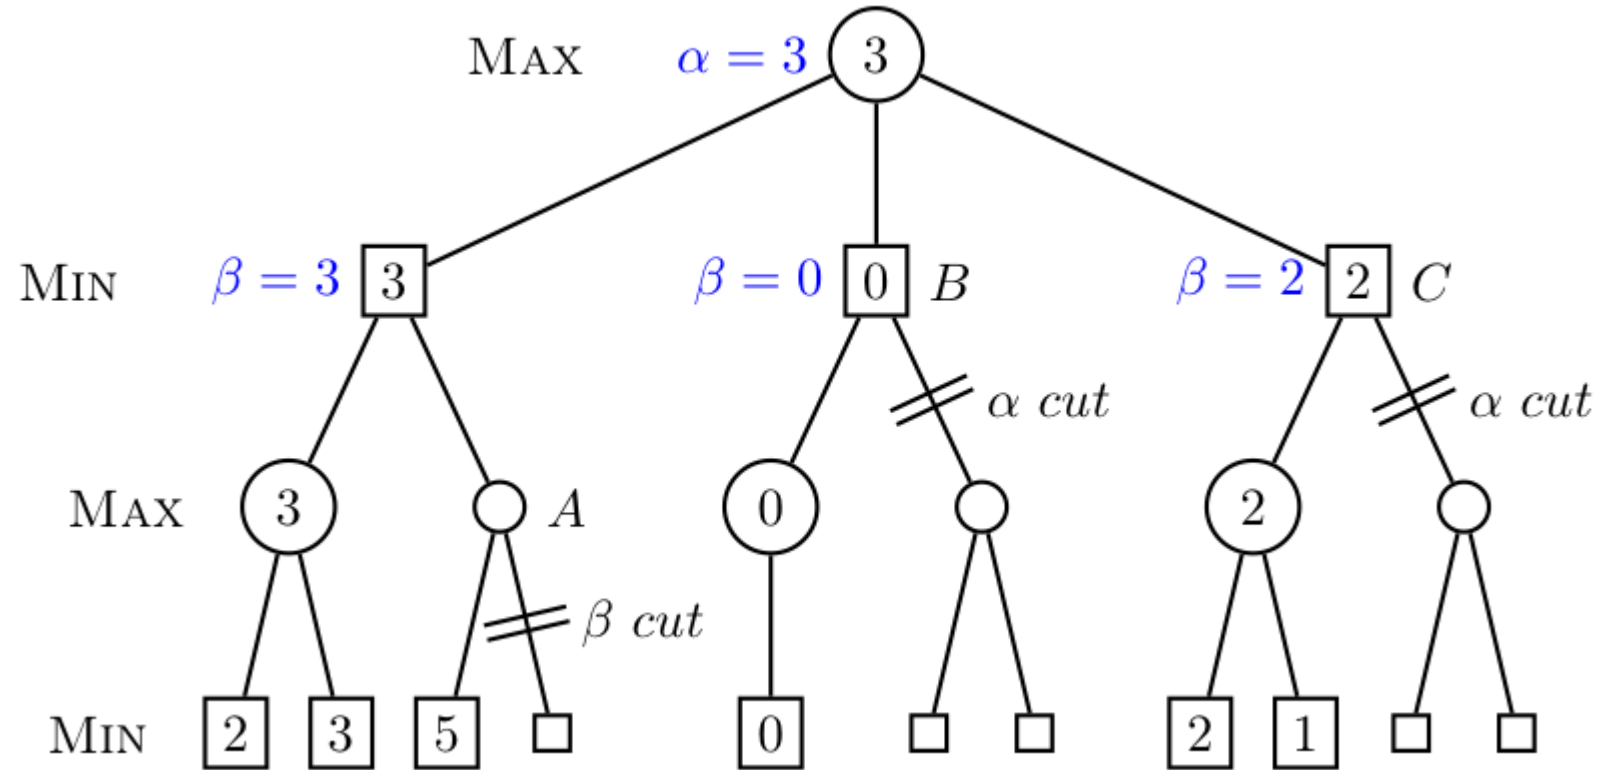 MAX α = 3 3
MIN β = 3 3 β = 0 0 B β = 2 2 C
α cut α cut
MAX 3 A 0 2
β cut
MIN 2 3 5 0 2 1